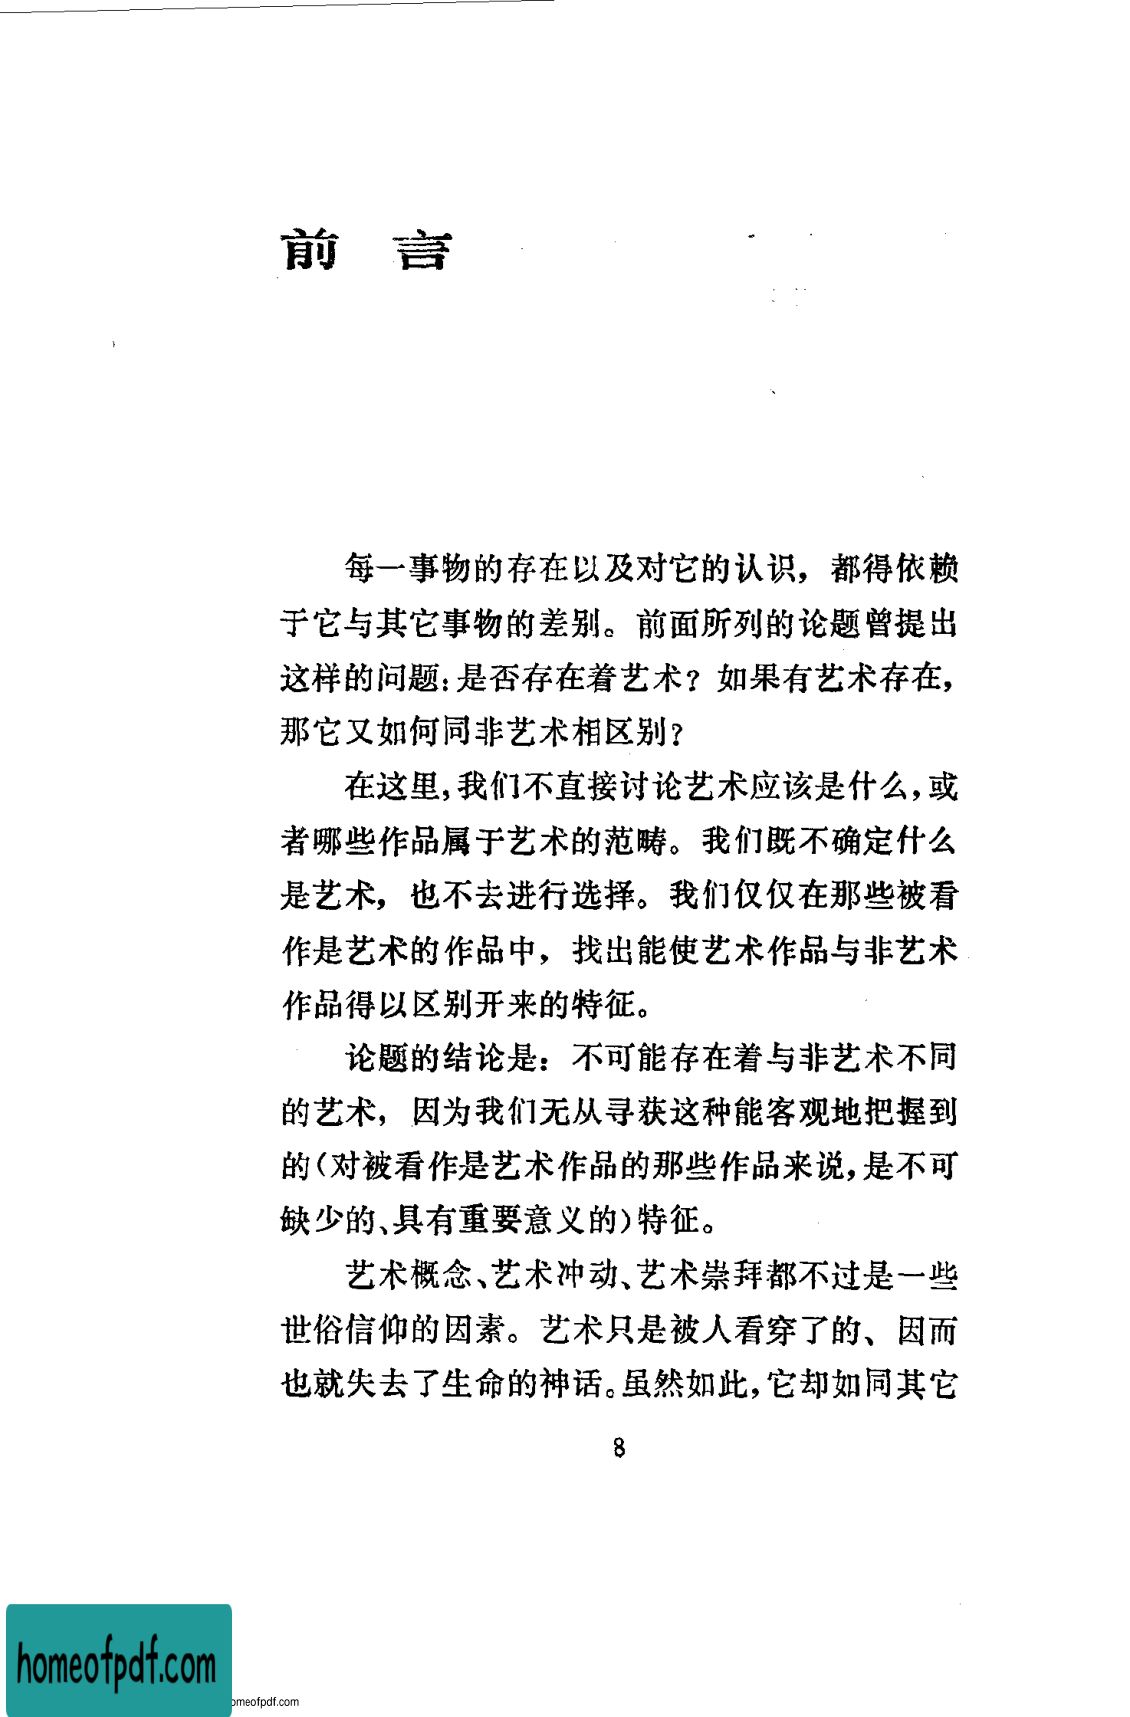 前 言
每一事物的存在以及对它的认识，都得依赖
于它与其它事物的差别。前面所列的论题曾提出
这样的问题：是否存在着艺术？如果有艺术存在，
那它又如何同非艺术相区别？
在这里，我们不直接讨论艺术应该是什么，或
者哪些作品属于艺术的范畴。我们既不确定什么
是艺术，也不去进行选择。我们仅仅在那些被看
作是艺术的作品中，找出能使艺术作品与非艺术
作品得以区别开来的特征。
论题的结论是：不可能存在着与非艺术不同
的艺术，因为我们无从寻获这种能客观地把握到
的（对被看作是艺术作品的那些作品来说，是不可
缺少的、具有重要意义的）特征。
艺术概念、艺术冲动、艺术崇拜都不过是一些
世俗信仰的因素。艺术只是被人看穿了的、因而
也就失去了生命的神话。虽然如此，它却如同其它
8
homeofpdf.com
omeofpdf.com